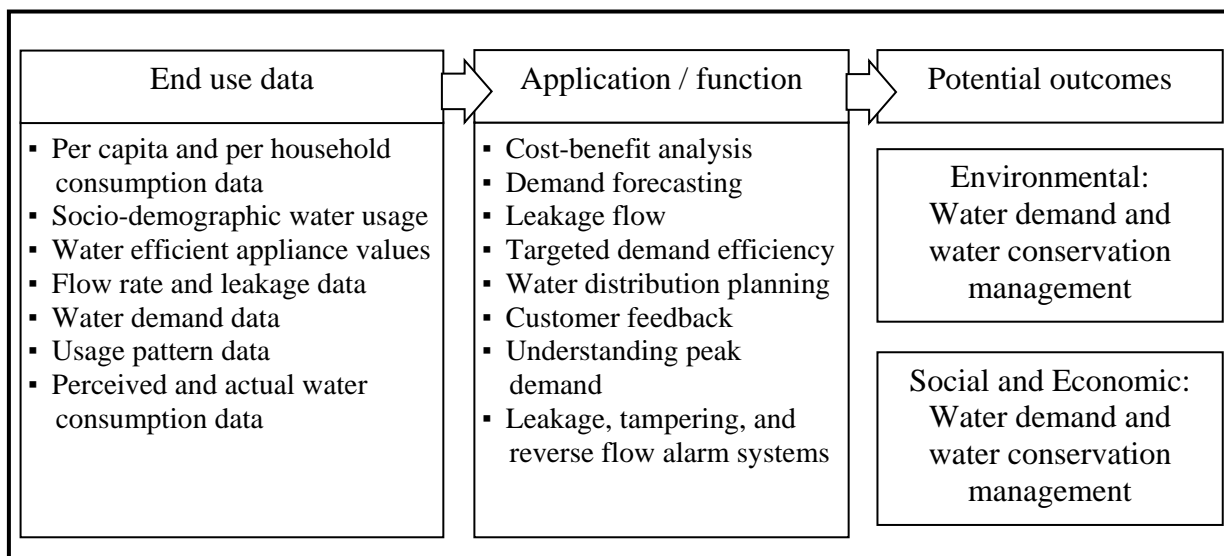 End use data
▪ Per capita and per household
consumption data
▪ Socio-demographic water usage
▪ Water efficient appliance values
▪ Flow rate and leakage data
▪ Water demand data
▪ Usage pattern data
▪ Perceived and actual water
consumption data
Application / function
▪ Cost-benefit analysis
▪ Demand forecasting
▪ Leakage flow
▪ Targeted demand efficiency
▪ Water distribution planning
▪ Customer feedback
▪ Understanding peak
demand
▪ Leakage, tampering, and
reverse flow alarm systems
Potential outcomes
Environmental:
Water demand and
water conservation
management
Social and Economic:
Water demand and
water conservation
management